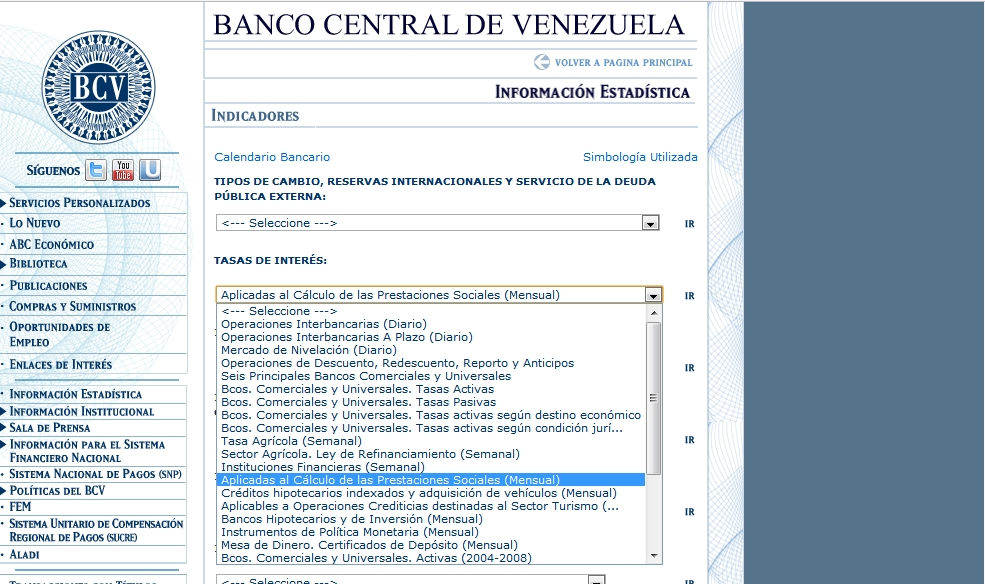 BANCO CENTRAL DE VENEZUELA
VOLVER A PAGINA PRINCIPAL
INFORMACIÓN ESTADÍSTICA
INDICADORES
BCV
SÍGUENOS
You
Tube
SERVICIOS PERSONALIZADOS
LO NUEVO
ABC ECONÓMICO
BIBLIOTECA
PUBLICACIONES
COMPRAS Y SUMINISTROS
OPORTUNIDADES DE
EMPLEO
ENLACES DE INTERÉS
INFORMACIÓN ESTADÍSTICA
INFORMACIÓN INSTITUCIONAL
SALA DE PRENSA
INFORMACIÓN PARA EL SISTEMA
FINANCIERO NACIONAL
SISTEMA NACIONAL DE PAGOS (SNP)
POLÍTICAS DEL BCV
FEM
SISTEMA UNITARIO DE COMPENSACIÓN
REGIONAL DE PAGOS (SUCRE)
ALADI
Calendario Bancario
Simbología Utilizada
TIPOS DE CAMBIO, RESERVAS INTERNACIONALES Y SERVICIO DE LA DEUDA
PÚBLICA EXTERNA:
<--- Seleccione --->
IR
TASAS DE INTERÉS:
Aplicadas al Cálculo de las Prestaciones Sociales (Mensual)
IR
<--- Seleccione --->
Operaciones Interbancarias (Diario)
Operaciones Interbancarias A Plazo (Diario)
Mercado de Nivelación (Diario)
Operaciones de Descuento, Redescuento, Reporto y Anticipos
IR
Seis Principales Bancos Comerciales y Universales
Bcos. Comerciales y Universales. Tasas Activas
Bcos. Comerciales y Universales. Tasas Pasivas
Bcos. Comerciales y Universales. Tasas activas según destino económico
Bcos. Comerciales y Universales. Tasas activas según condición jurí...
Tasa Agrícola (Semanal)
IR
Sector Agrícola. Ley de Refinanciamiento (Semanal)
Instituciones Financieras (Semanal)
Aplicadas al Cálculo de las Prestaciones Sociales (Mensual)
Créditos hipotecarios indexados y adquisición de vehículos (Mensual)
Aplicables a Operaciones Crediticias destinadas al Sector Turismo (...
IR
Bancos Hipotecarios y de Inversión (Mensual)
Instrumentos de Política Monetaria (Mensual)
Mesa de Dinero. Certificados de Depósito (Mensual)
Bcos. Comerciales y Universales. Activas (2004-2008)
<--- Seleccione --->
IR